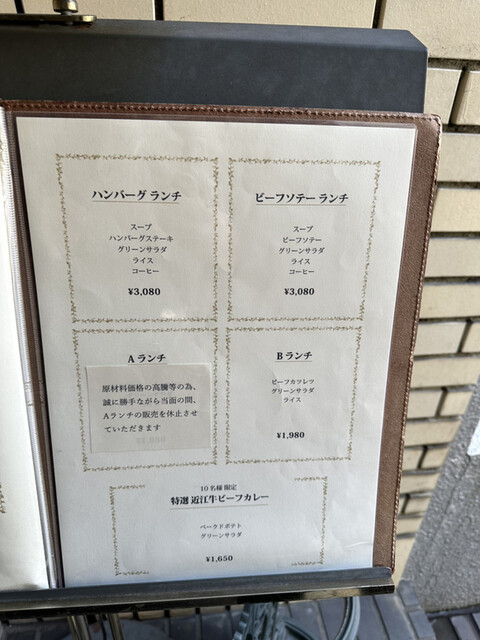 ハンバーグ ランチ
スープ
ハンバーグステーキ
グリーンサラダ
ライス
コーヒー
¥3,080
ビーフソテー ランチ
スープ
ビーフソテー
グリーンサラダ
ライス
コーヒー
¥3,080
A ランチ
原材料価格の高騰等の為、
誠に勝手ながら当面の間、
Aランチの販売を休止させ
ていただきます
B ランチ
ビーフカツレツ
グリーンサラダ
ライス
¥1,980
10名様 限定
特選 近江牛ビーフカレー
ベークドポテト
グリーンサラダ
¥1,650